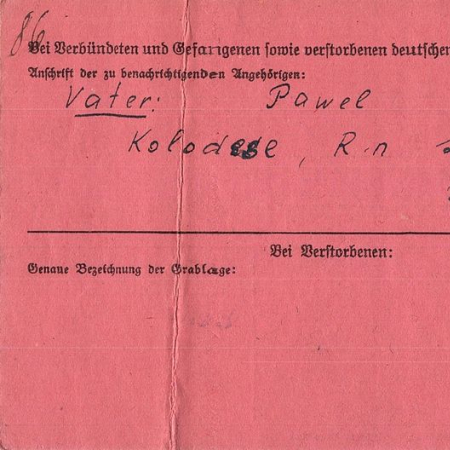 86
Bei Verbündeten und Gefangenen sowie verstorbenen deutschen
Anschrift der zu benachrichtigenden Angehörigen:
Vater: Pawel
Kolodese, R-n
Bei Verstorbenen:
Genaue Bezeichnung der Grablage: